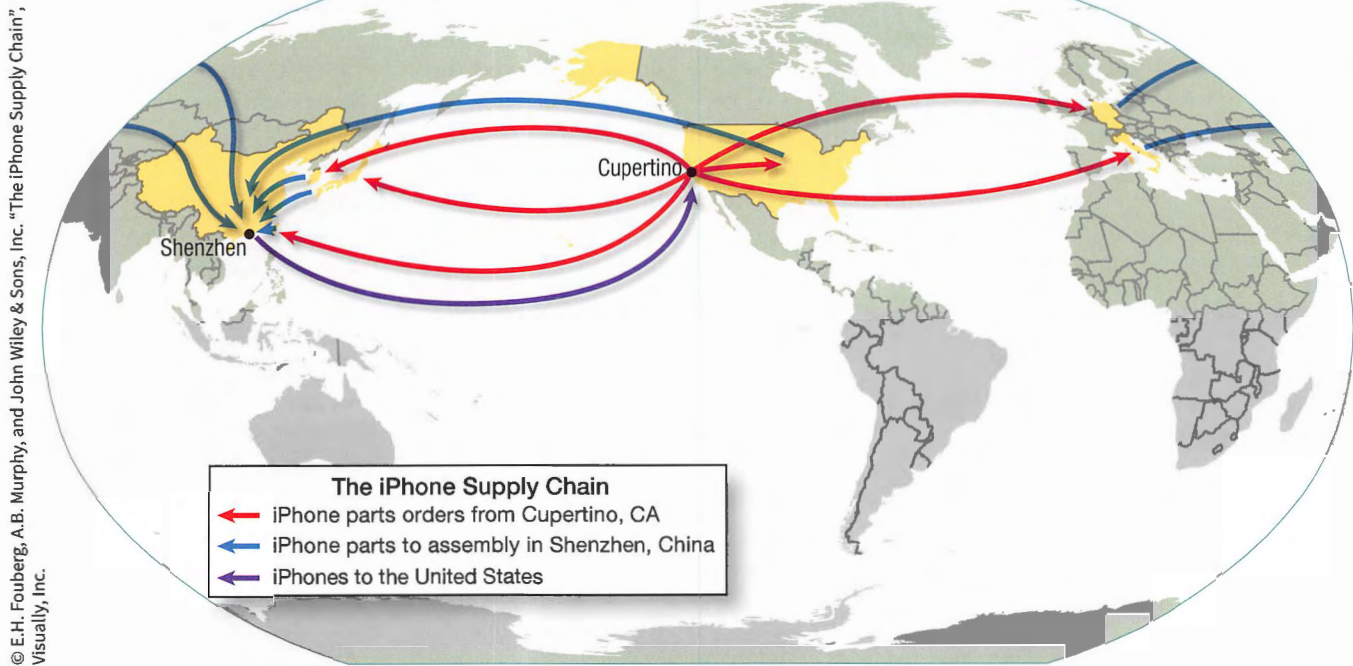 © E.H. Fouberg, A.B. Murphy, and John Wiley & Sons, Inc. "The iPhone Supply Chain",
Visually, Inc.
Cupertino
Shenzhen
The iPhone Supply Chain
iPhone parts orders from Cupertino, CA
iPhone parts to assembly in Shenzhen, China
iPhones to the United States